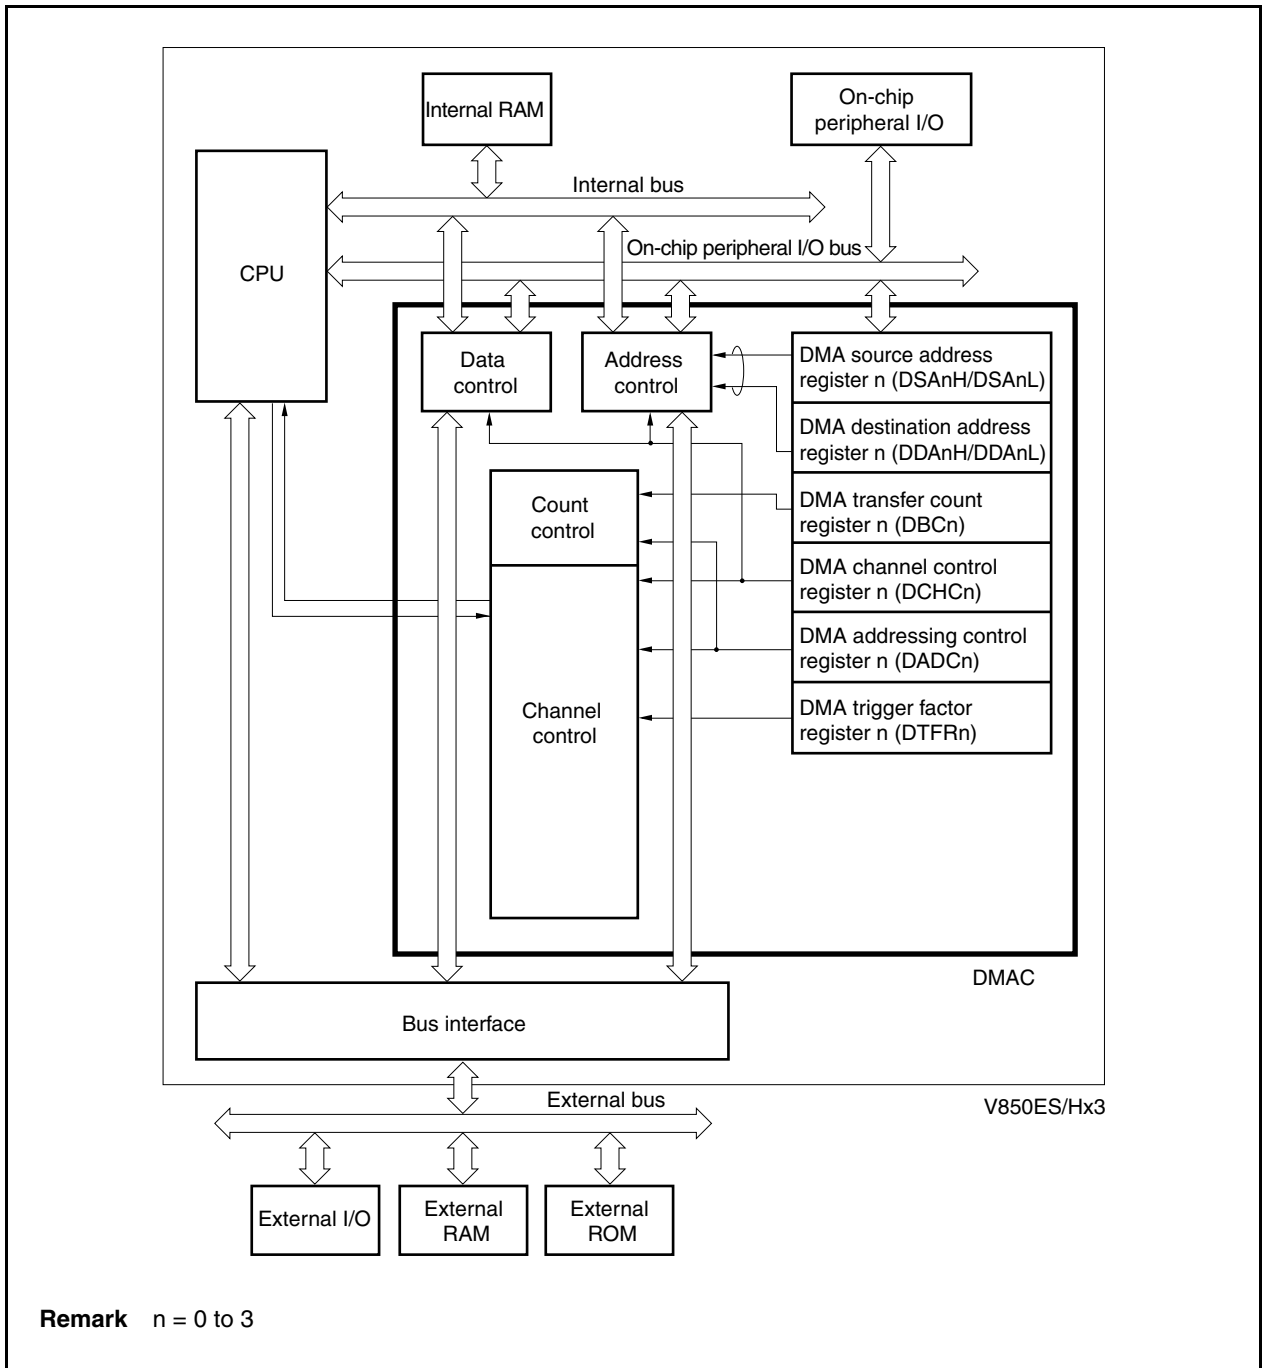 Internal RAM
On-chip
peripheral I/O
Internal bus
On-chip peripheral I/O bus
CPU
Data
control
Address
control
DMA source address
register n (DSAnH/DSAnL)
DMA destination address
register n (DDAnH/DDAnL)
Count
control
DMA transfer count
register n (DBCn)
DMA channel control
register n (DCHCn)
DMA addressing control
register n (DADCn)
Channel
control
DMA trigger factor
register n (DTFRn)
DMAC
Bus interface
External bus
V850ES/Hx3
External I/O
External
RAM
External
ROM
Remark n = 0 to 3